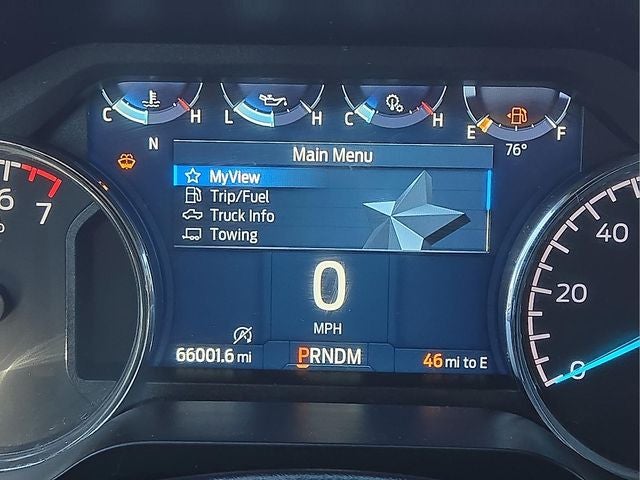 C H L H C H E F
N 76°
Main Menu
MyView
Trip/Fuel
Truck Info
Towing
6 7
40
20
0
0
MPH
66001.6 mi PRNDM 46 mi to E